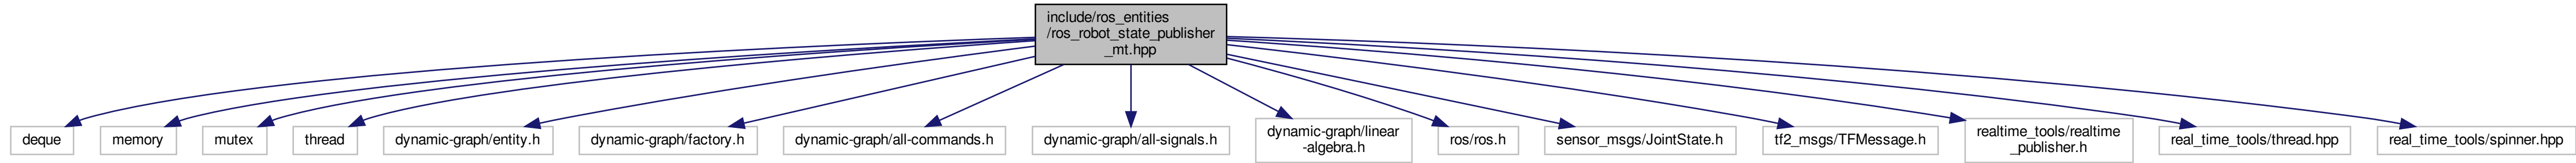 include/ros_entities
/ros_robot_state_publisher
_mt.hpp
deque
memory
mutex
thread
dynamic-graph/entity.h
dynamic-graph/factory.h
dynamic-graph/all-commands.h
dynamic-graph/all-signals.h
dynamic-graph/linear
-algebra.h
ros/ros.h
sensor_msgs/JointState.h
tf2_msgs/TFMessage.h
realtime_tools/realtime
_publisher.h
real_time_tools/thread.hpp
real_time_tools/spinner.hpp